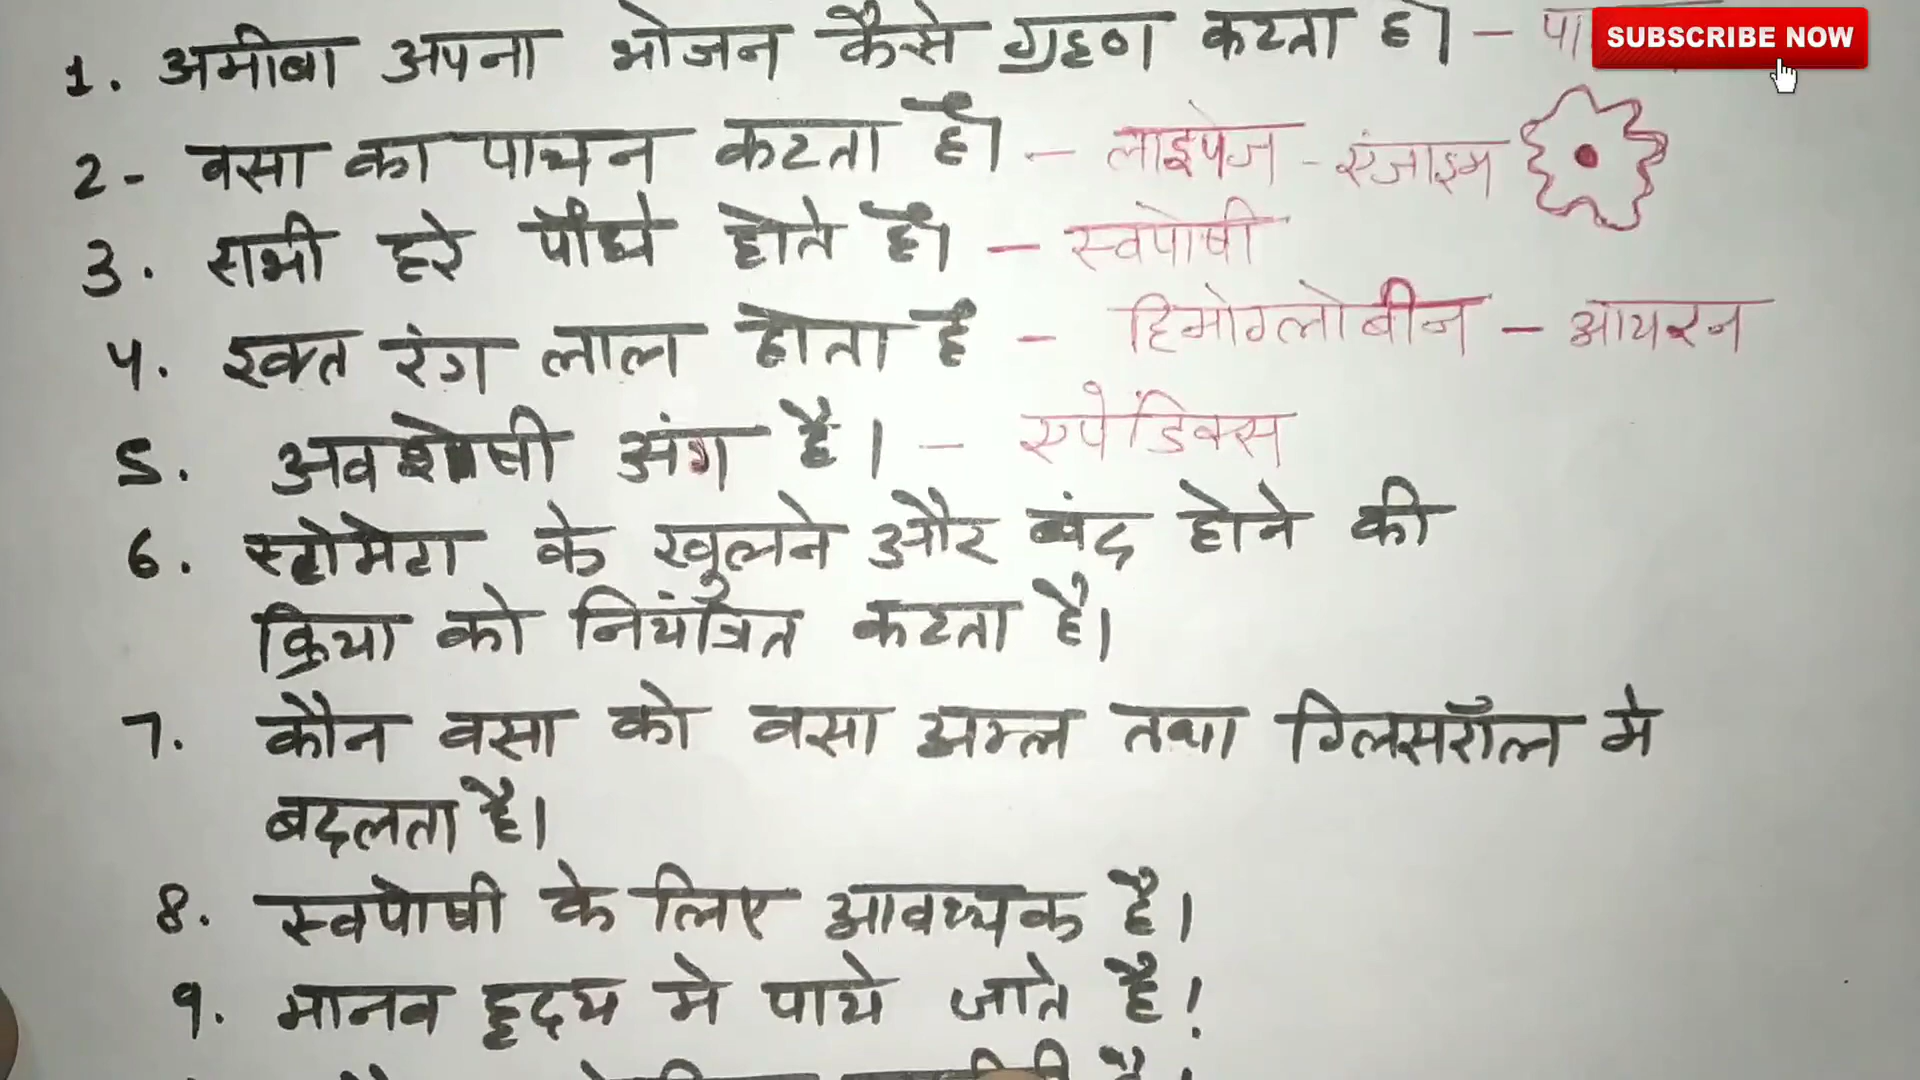 1. अमीबा अपना भोजन कैसे ग्रहण करता है। – पा
SUBSCRIBE NOW
2- वसा का पाचन करता है। – लाइपेज - एंजाइम
3. सभी हरे पौधे होते है। – स्वपोषी
4. रक्त रंग लाल होता है – हिमोग्लोबीन – आयरन
5. अवशेषी अंग है। – एपेंडिक्स
6. स्टोमेटा के खुलने और बंद होने की
क्रिया को नियंत्रित करता है।
7. कौन वसा को वसा अम्ल तथा ग्लिसरॉल मे
बदलता है।
8. स्वपोषी के लिए आवश्यक है।
9. मानव हृदय मे पाये जाते है!